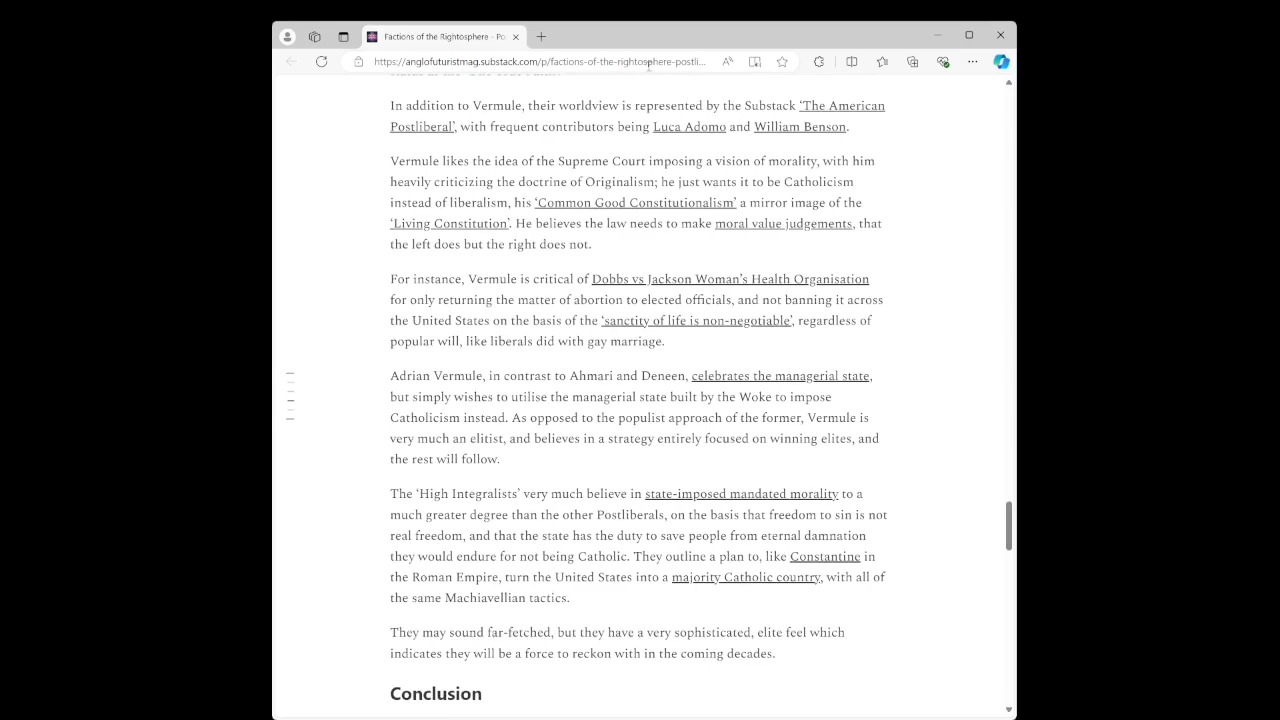 Factions of the Rightosphere - Po
https://anglofuturistmag.substack.com/p/factions-of-the-rightosphere-postli...
In addition to Vermule, their worldview is represented by the Substack ‘The American
Postliberal’, with frequent contributors being Luca Adomo and William Benson.
Vermule likes the idea of the Supreme Court imposing a vision of morality, with him
heavily criticizing the doctrine of Originalism; he just wants it to be Catholicism
instead of liberalism, his ‘Common Good Constitutionalism’ a mirror image of the
‘Living Constitution’. He believes the law needs to make moral value judgements, that
the left does but the right does not.
For instance, Vermule is critical of Dobbs vs Jackson Woman’s Health Organisation
for only returning the matter of abortion to elected officials, and not banning it across
the United States on the basis of the ‘sanctity of life is non-negotiable’, regardless of
popular will, like liberals did with gay marriage.
Adrian Vermule, in contrast to Ahmari and Deneen, celebrates the managerial state,
but simply wishes to utilise the managerial state built by the Woke to impose
Catholicism instead. As opposed to the populist approach of the former, Vermule is
very much an elitist, and believes in a strategy entirely focused on winning elites, and
the rest will follow.
The ‘High Integralists’ very much believe in state-imposed mandated morality to a
much greater degree than the other Postliberals, on the basis that freedom to sin is not
real freedom, and that the state has the duty to save people from eternal damnation
they would endure for not being Catholic. They outline a plan to, like Constantine in
the Roman Empire, turn the United States into a majority Catholic country, with all of
the same Machiavellian tactics.
They may sound far-fetched, but they have a very sophisticated, elite feel which
indicates they will be a force to reckon with in the coming decades.
Conclusion